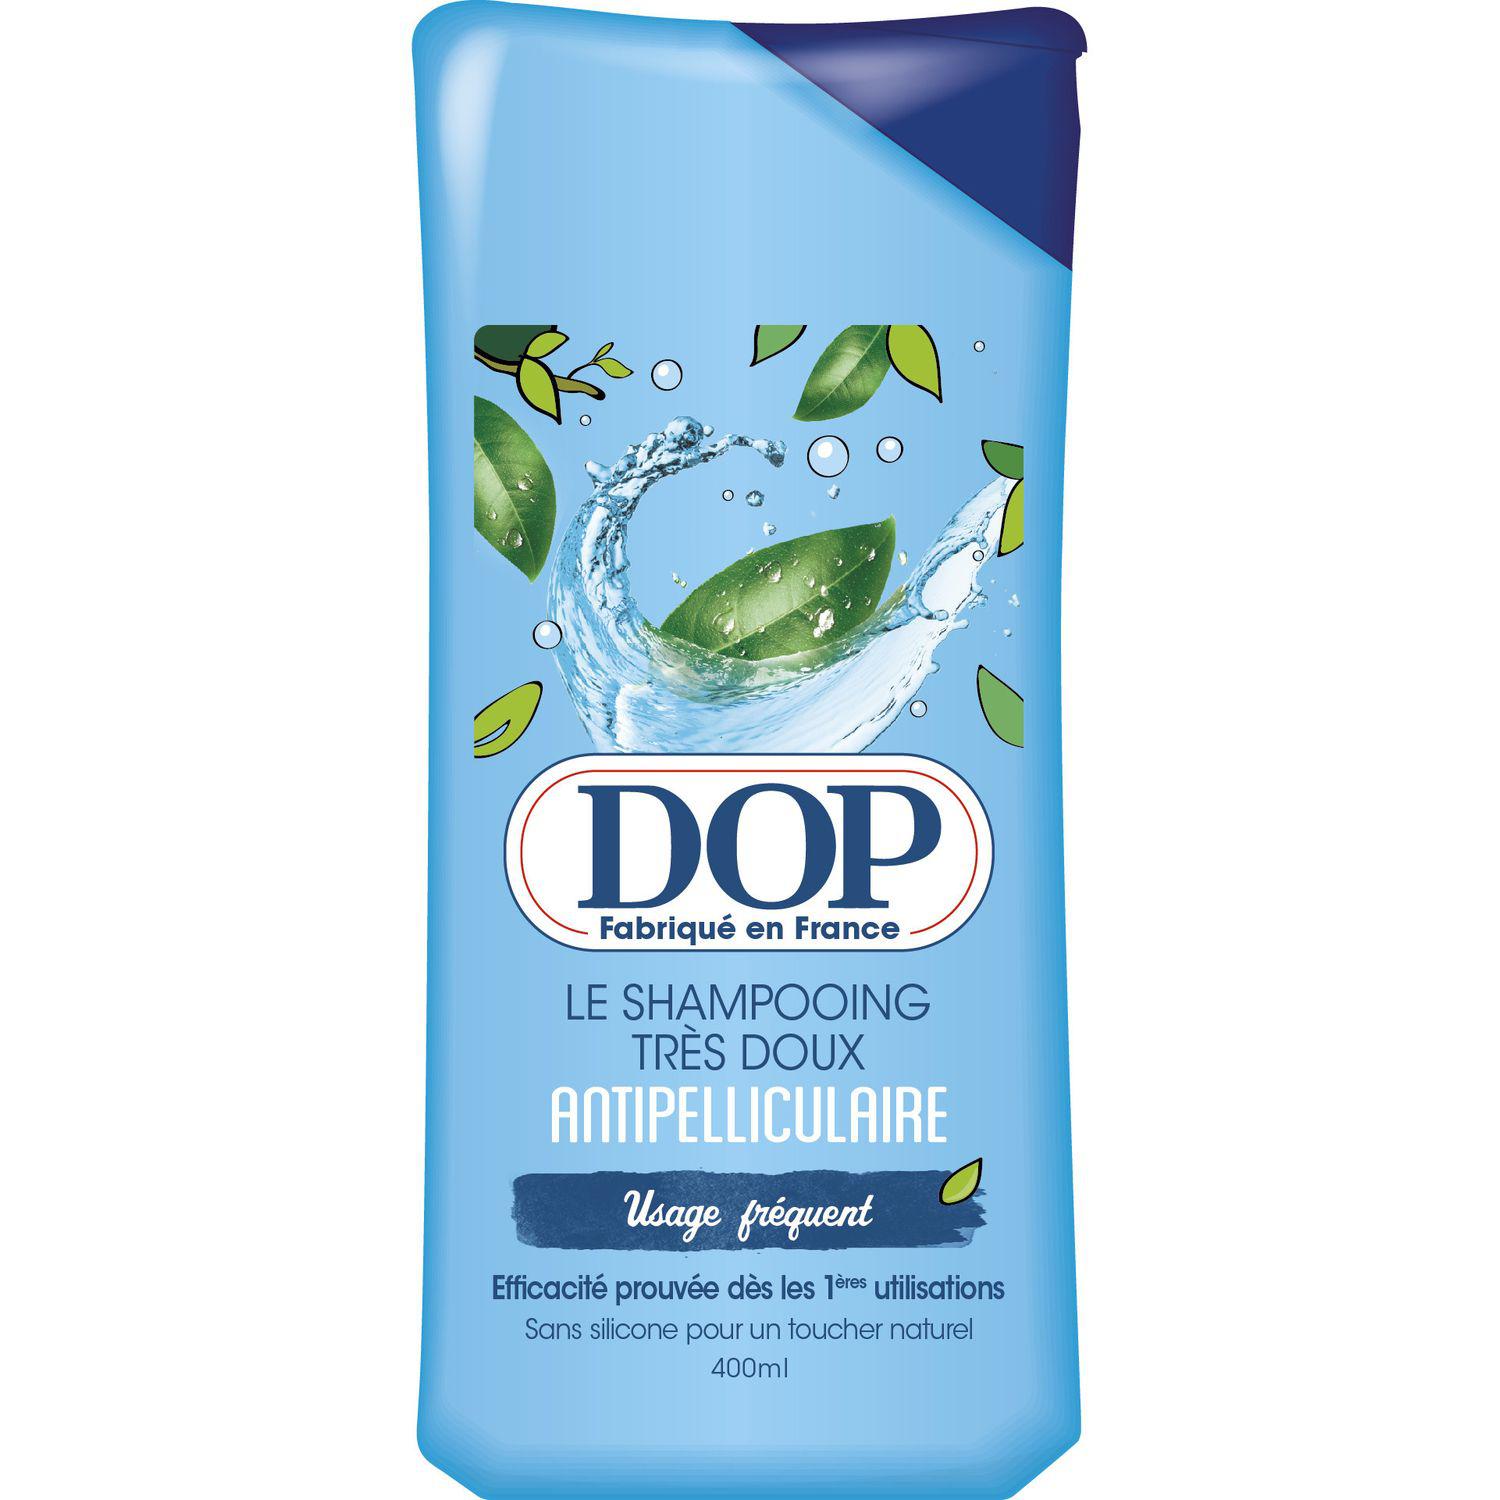 DOP
Fabriqué en France
LE SHAMPOOING
TRÈS DOUX
ANTIPELLICULAIRE
Usage fréquent
Efficacité prouvée dès les 1ères utilisations
Sans silicone pour un toucher naturel
400ml